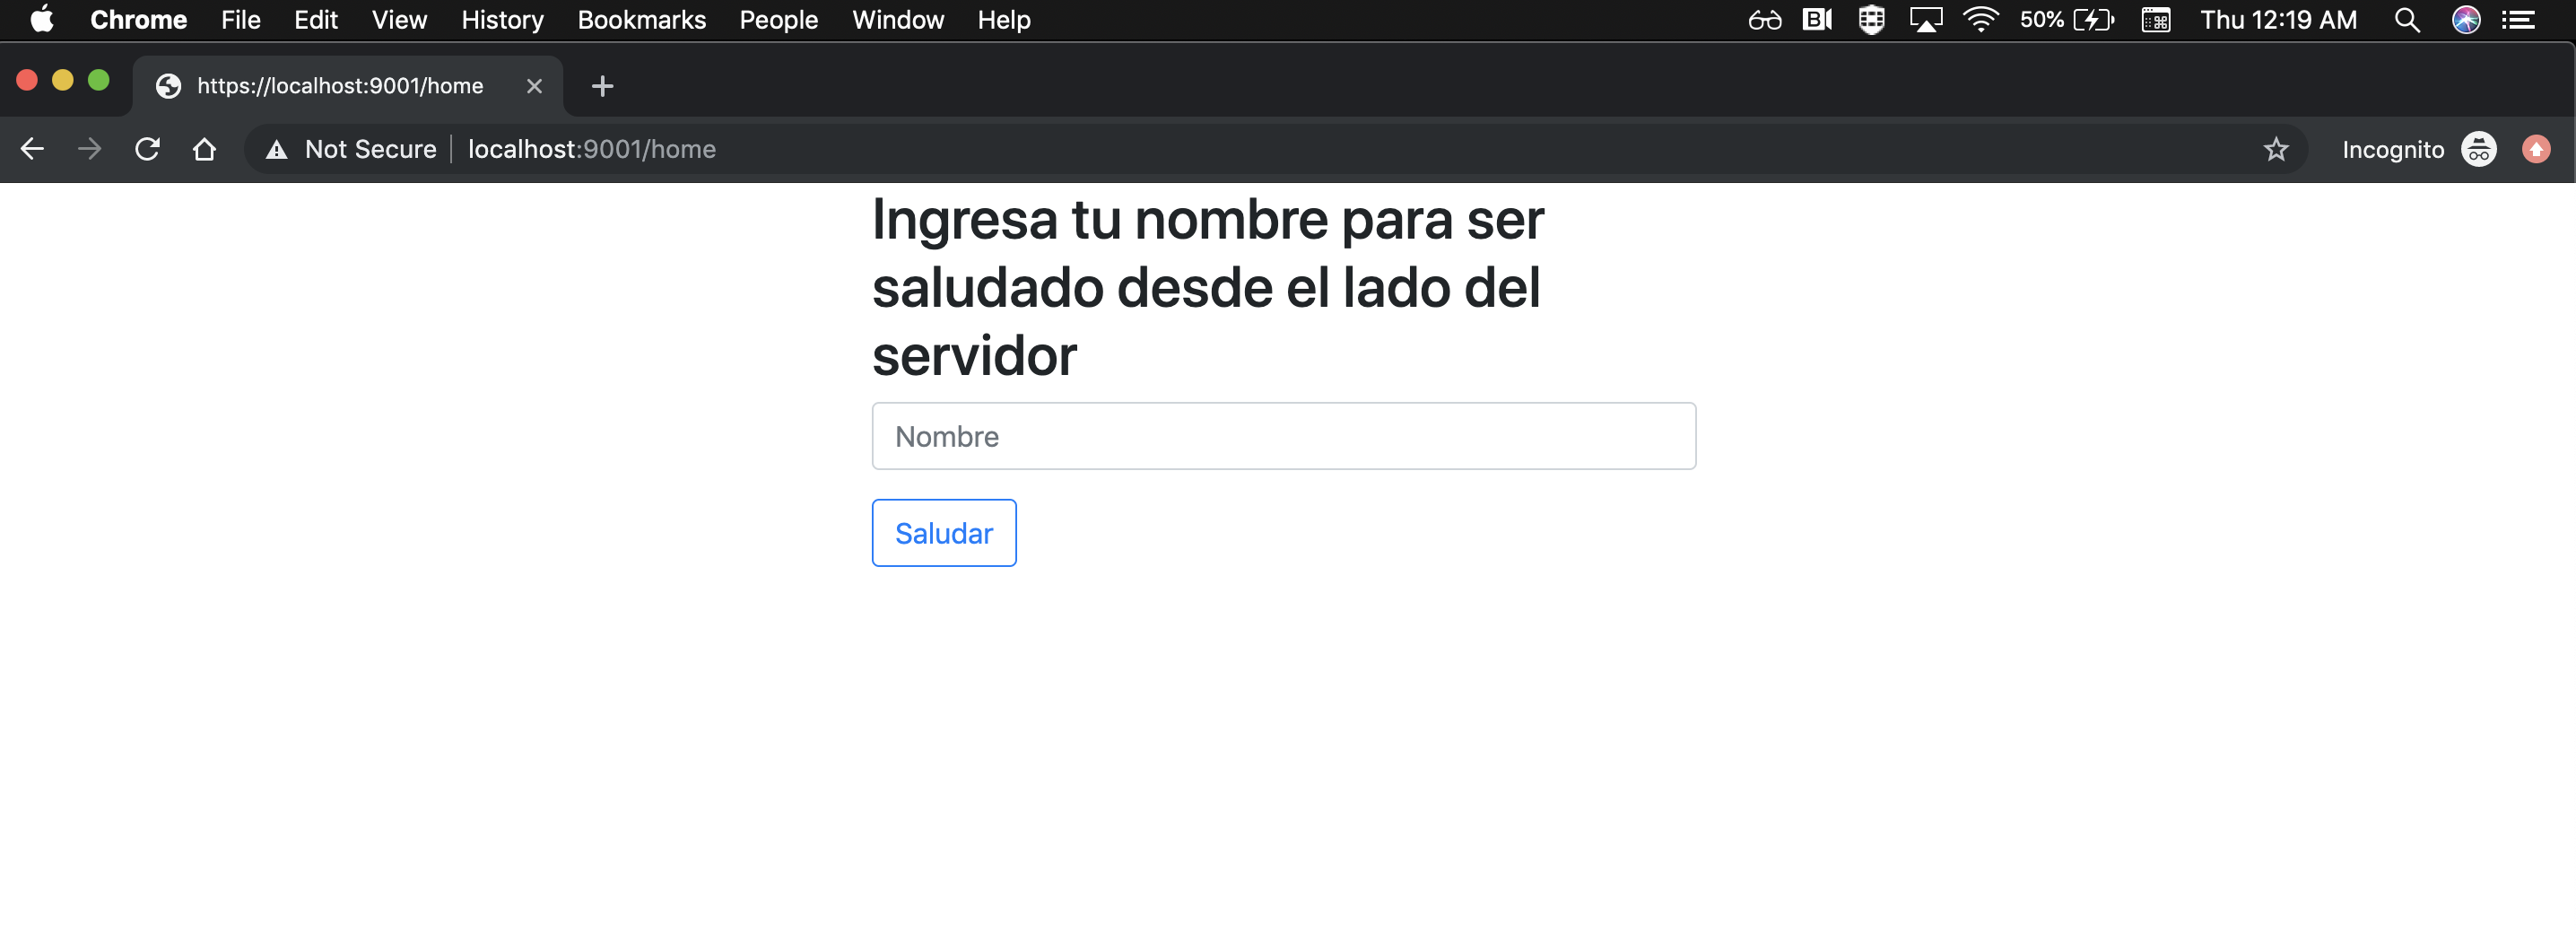 Chrome File Edit View History Bookmarks People Window Help 50% Thu 12:19 AM
https://localhost:9001/home
Not Secure localhost:9001/home Incognito
Ingresa tu nombre para ser
saludado desde el lado del
servidor
Nombre
Saludar